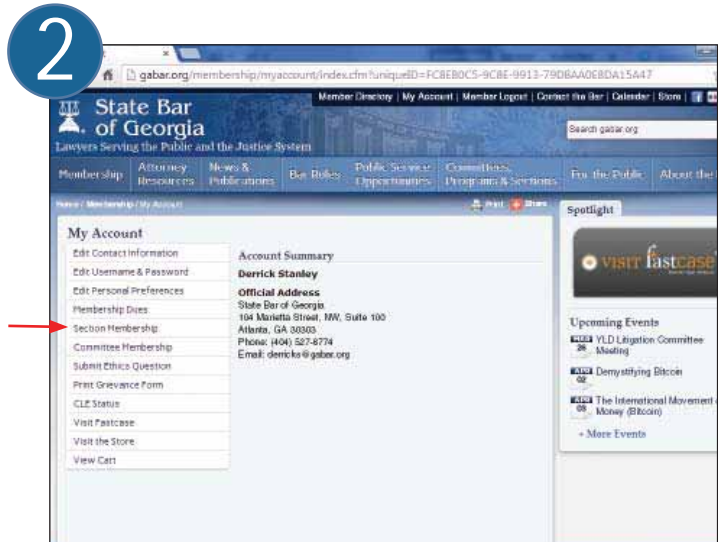 2
gabar.org/membership/myaccount/index.cfm?uniqueID=FC8EB0C5-9C8E-9913-79D8AA0E8DA15A47
Member Directory | My Account | Member Logout | Contact the Bar | Calendar | Store |
State Bar
of Georgia
Lawyers Serving the Public and the Justice System
Search gabar.org
Membership
Attorney Resources
News & Publications
Bar Rules
Public Service Opportunities
Committees, Programs & Sections
For the Public
About the
Home / Membership / My Account
Print
Share
My Account
Edit Contact Information
Edit Username & Password
Edit Personal Preferences
Membership Dues
Section Membership
Committee Membership
Submit Ethics Question
Print Grievance Form
CLE Status
Visit Fastcase
Visit the Store
View Cart
Account Summary
Derrick Stanley
Official Address
State Bar of Georgia
104 Marietta Street, NW, Suite 100
Atlanta, GA 30303
Phone: (404) 527-8774
Email: derricks@gabar.org
Spotlight
VISIT fastcase
Upcoming Events
26
YLD Litigation Committee
Meeting
02
Demystifying Bitcoin
The International Movement
Money (Bitcoin)
+ More Events